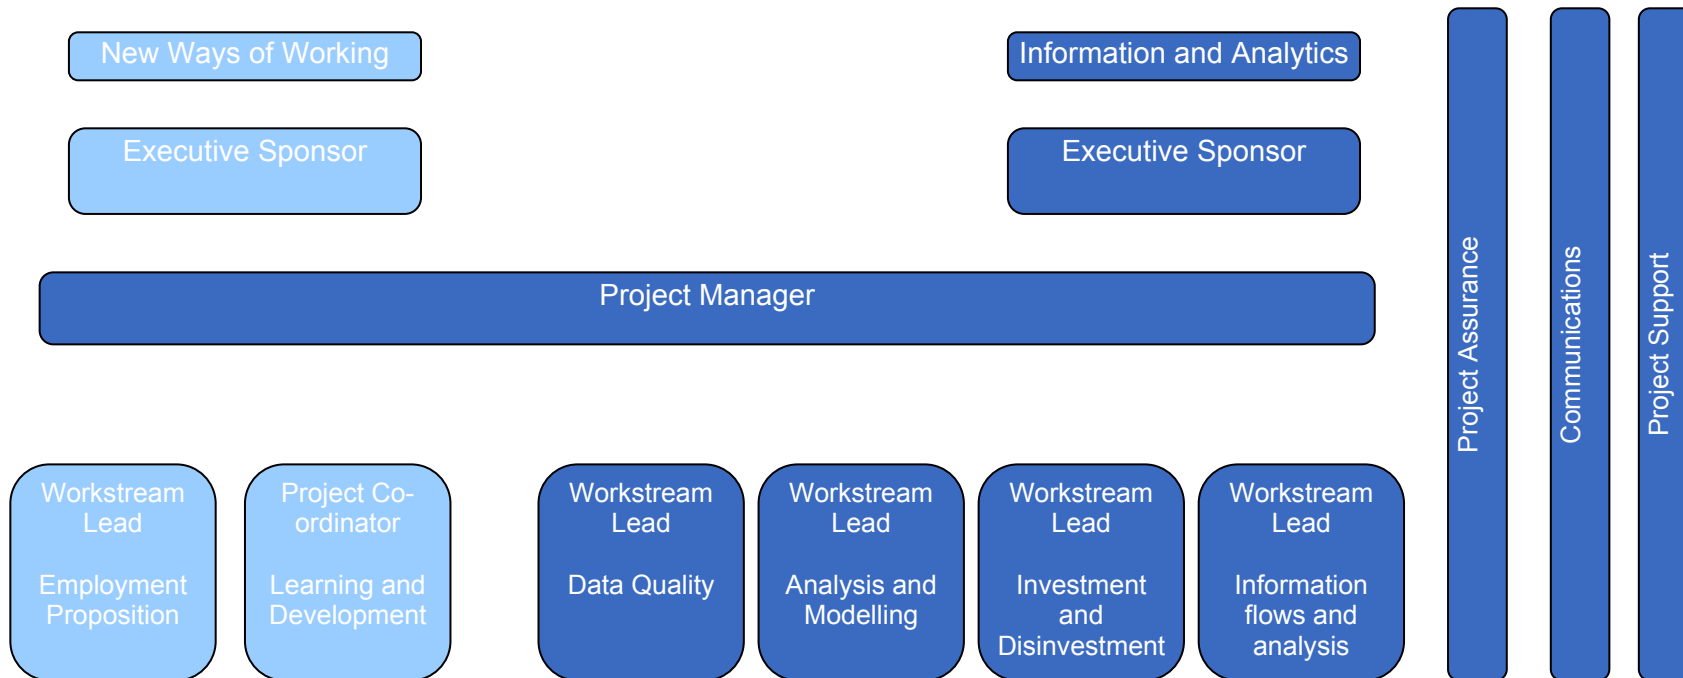 New Ways of Working
Information and Analytics
Executive Sponsor
Executive Sponsor
Project Manager
Workstream
Lead
Employment
Proposition
Project Co-
ordinator
Learning and
Development
Workstream
Lead
Data Quality
Workstream
Lead
Analysis and
Modelling
Workstream
Lead
Investment
and
Disinvestment
Workstream
Lead
Information
flows and
analysis
Project Assurance
Communications
Project Support